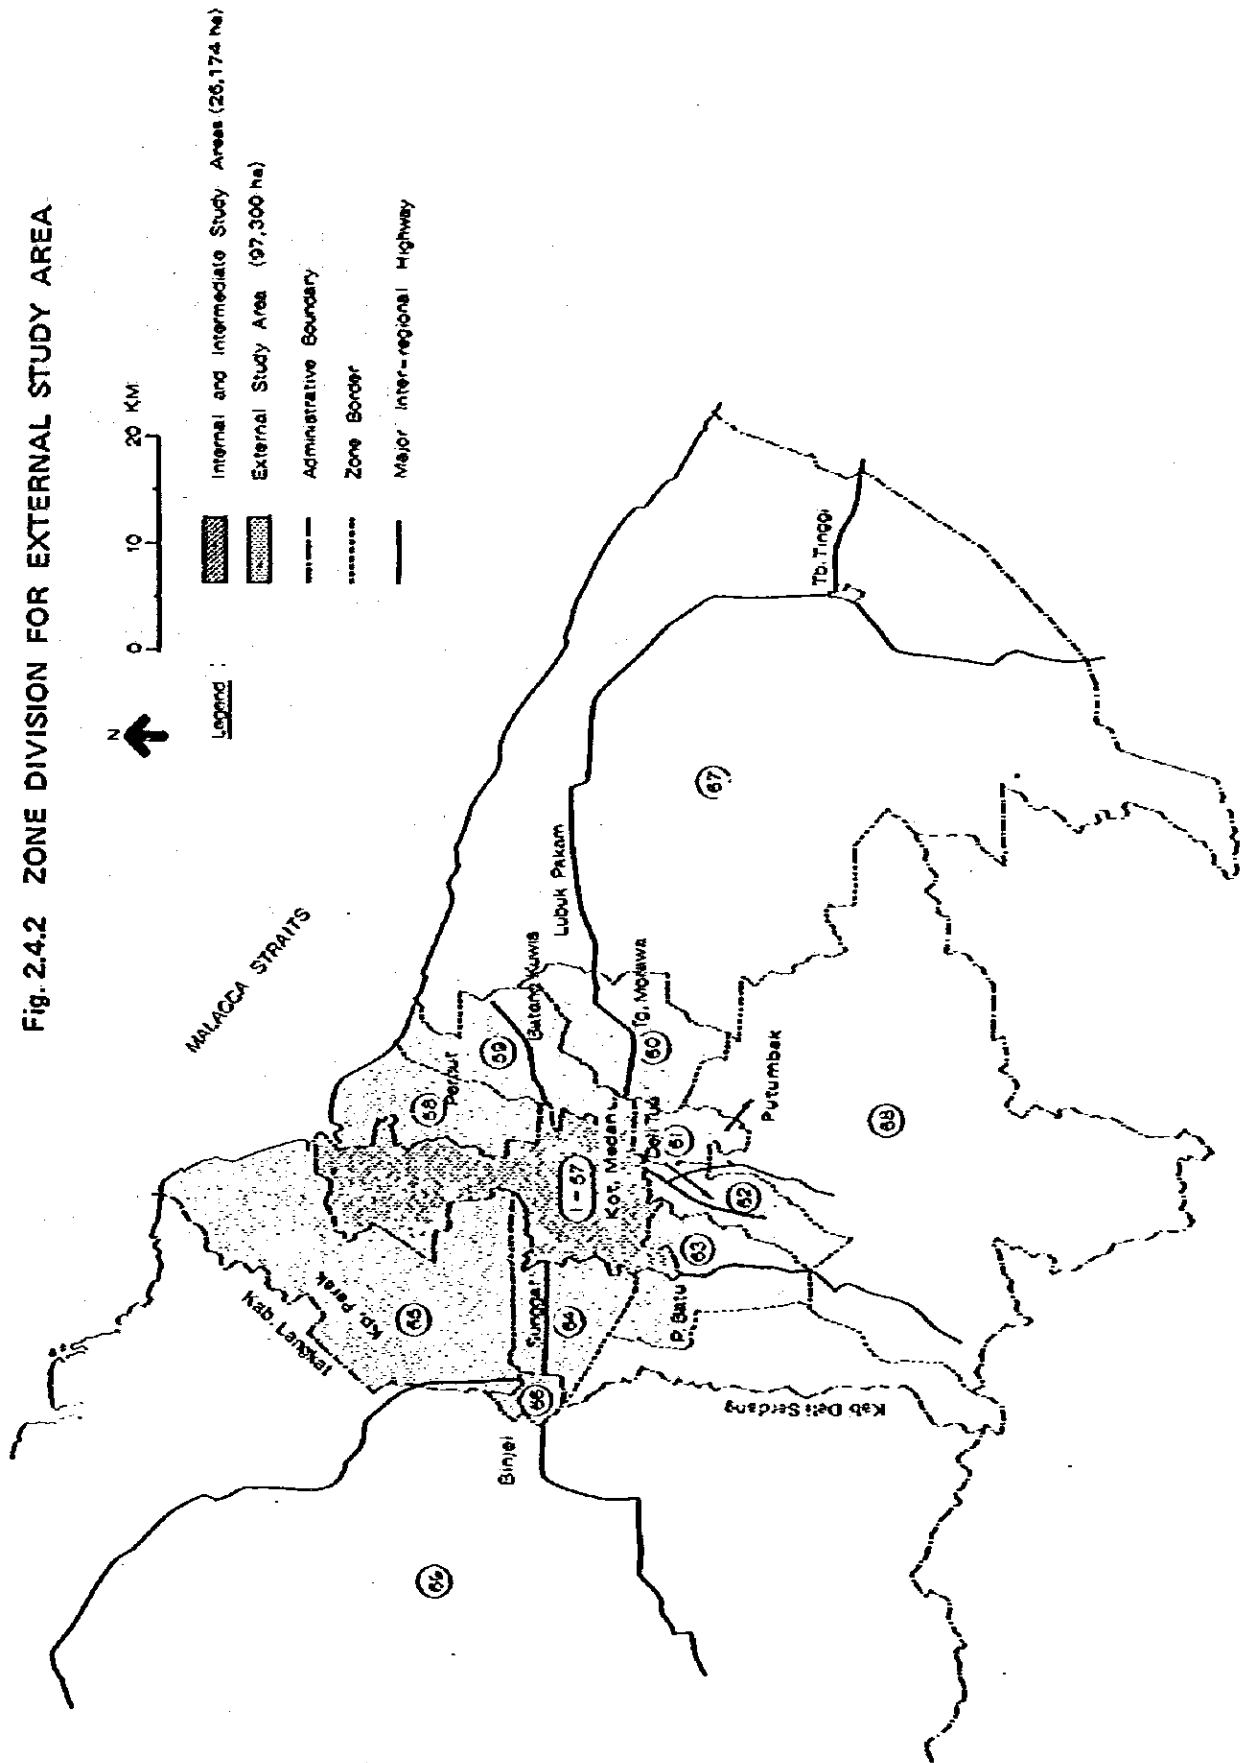 Fig. 2.4.2 ZONE DIVISION FOR EXTERNAL STUDY AREA
N
0 10 20 KM
Legend :
Internal and Intermediate Study Areas (26,174 ha)
External Study Area (97,300 ha)
Administrative Boundary
Zone Border
Major Inter-regional Highway
MALACCA STRAITS
Kab. Langkat
Kp. Perak
65
58
Percut
59
Batang Kuwis
Lubuk Pakam
67
Tb. Tinggi
Binjei
66
Sunggal
64
1-57
Kot. Medan
Deli Tua
60
Tg. Morawa
61
62
63
P. Batu
Putumbak
68
Kab Deli Serdang